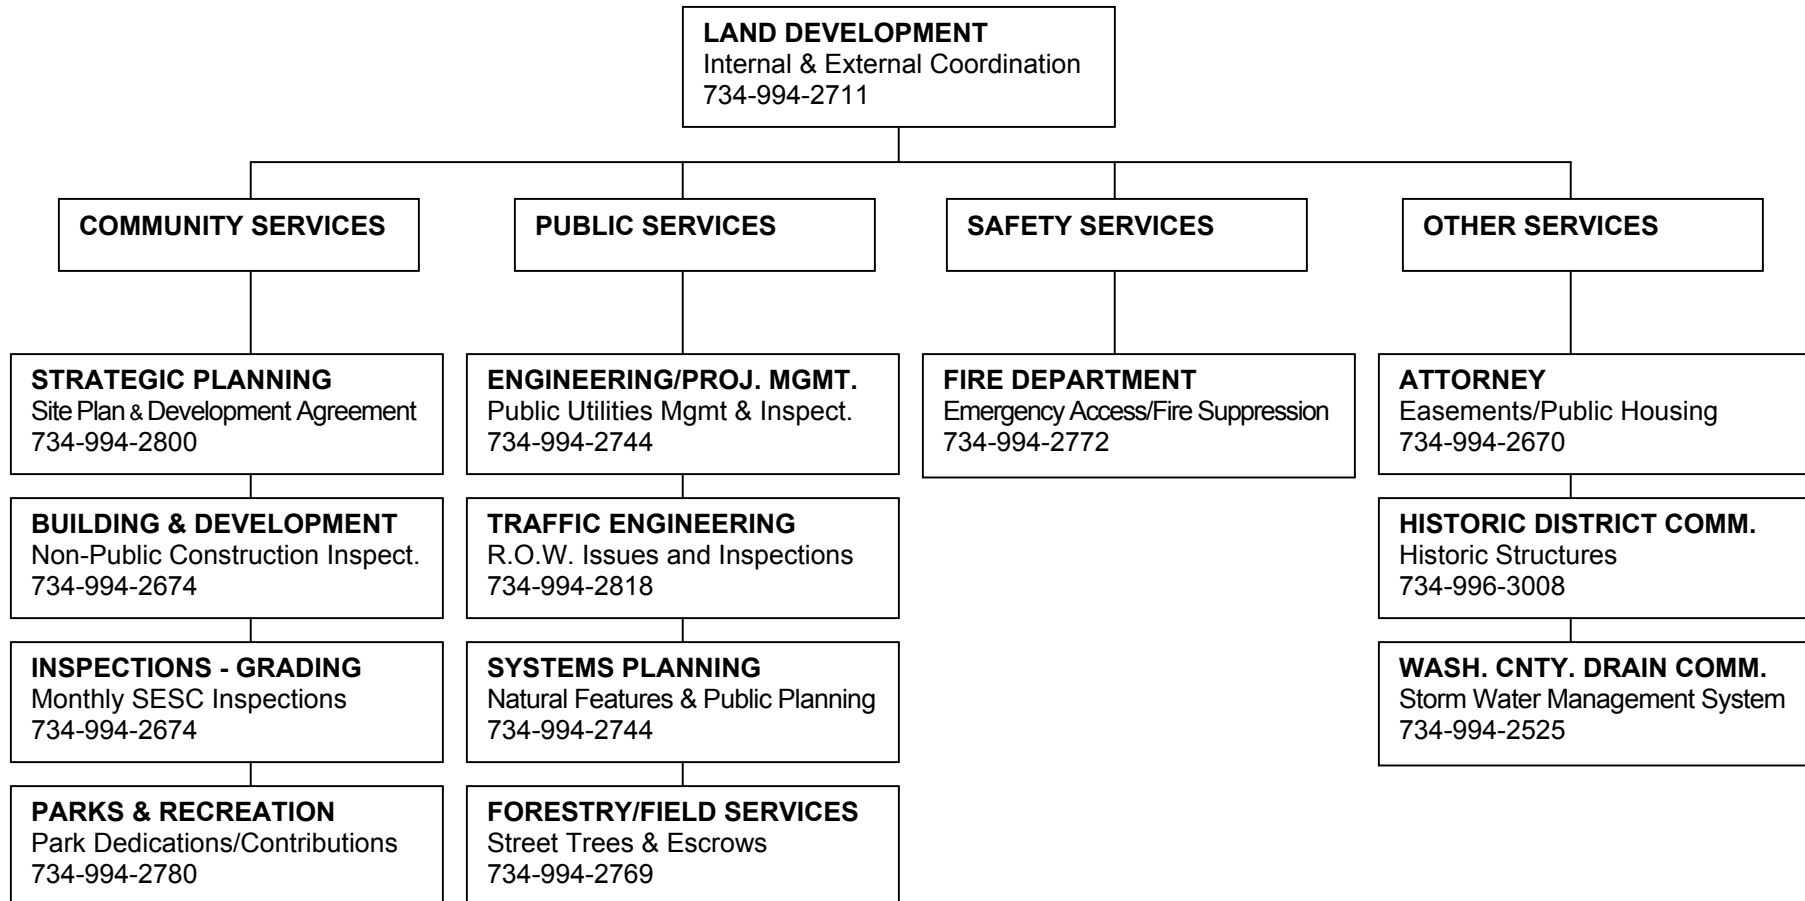 LAND DEVELOPMENT
Internal & External Coordination
734-994-2711
COMMUNITY SERVICES
PUBLIC SERVICES
SAFETY SERVICES
OTHER SERVICES
STRATEGIC PLANNING
Site Plan & Development Agreement
734-994-2800
ENGINEERING/PROJ. MGMT.
Public Utilities Mgmt & Inspect.
734-994-2744
FIRE DEPARTMENT
Emergency Access/Fire Suppression
734-994-2772
ATTORNEY
Easements/Public Housing
734-994-2670
BUILDING & DEVELOPMENT
Non-Public Construction Inspect.
734-994-2674
TRAFFIC ENGINEERING
R.O.W. Issues and Inspections
734-994-2818
HISTORIC DISTRICT COMM.
Historic Structures
734-996-3008
INSPECTIONS - GRADING
Monthly SESC Inspections
734-994-2674
SYSTEMS PLANNING
Natural Features & Public Planning
734-994-2744
WASH. CNTY. DRAIN COMM.
Storm Water Management System
734-994-2525
PARKS & RECREATION
Park Dedications/Contributions
734-994-2780
FORESTRY/FIELD SERVICES
Street Trees & Escrows
734-994-2769